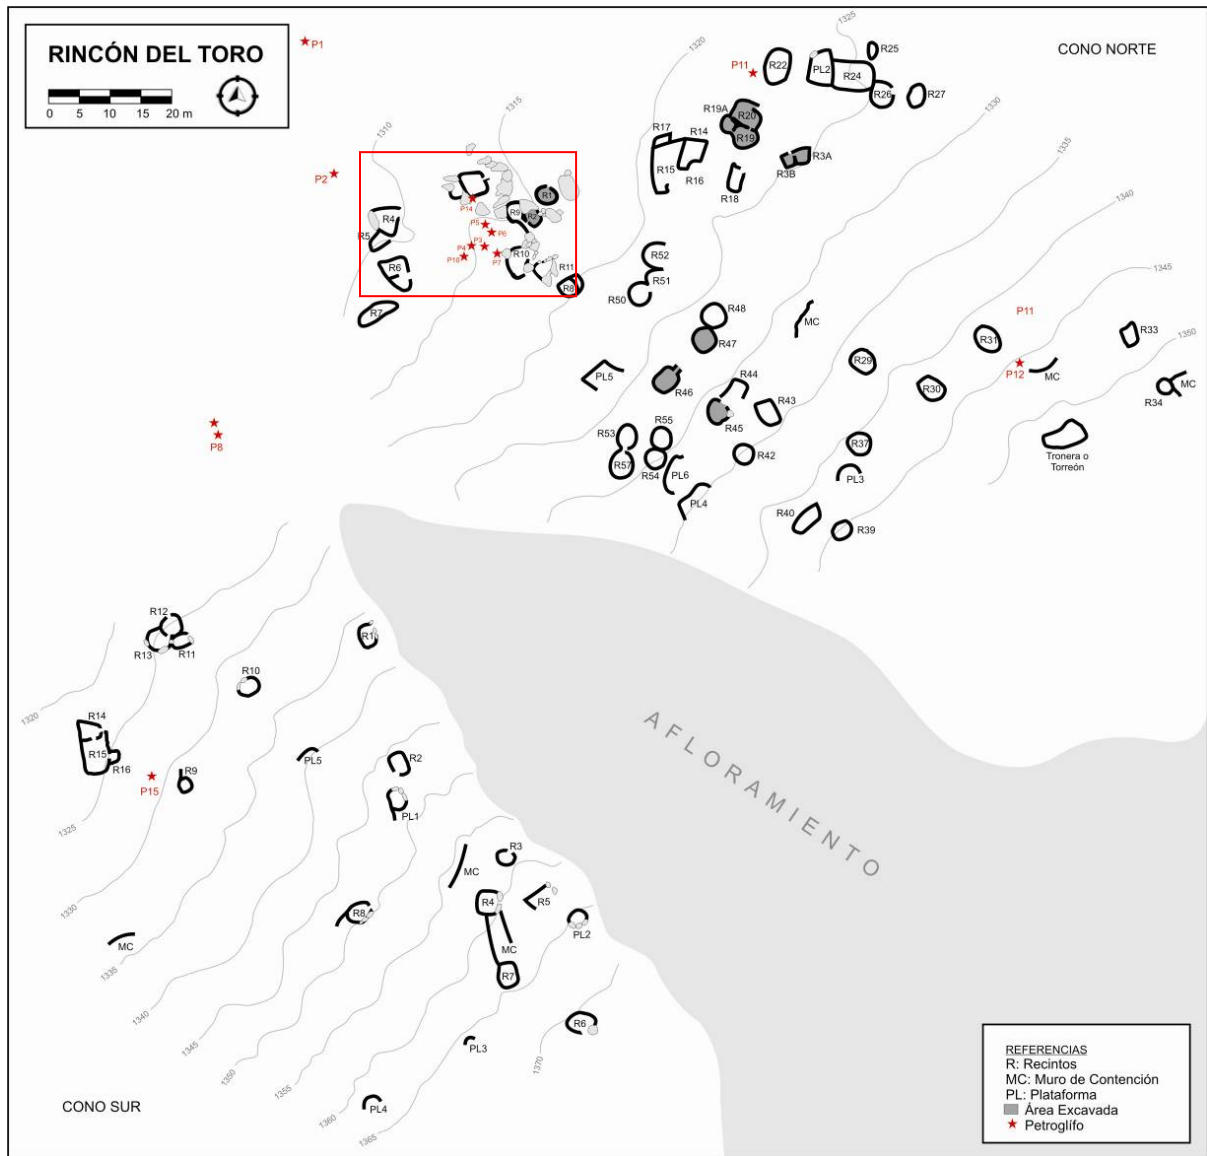 RINCÓN DEL TORO
0 5 10 15 20 m
CONO NORTE
P1
P2
1310
1315
1320
1325
1330
1335
1340
1345
1350
P11
R22
PL2
R24
R25
R26
R27
R19A
R20
R19
R17
R14
R15
R16
R18
R3A
R3B
P14
R1
R9
R2
R4
R5
R6
P5
P6
P4
P3
P7
R10
R11
R8
R7
R52
R51
R50
R48
R47
MC
R29
R31
P11
P12
MC
R33
R34
MC
R30
PL5
R46
R44
R45
R43
R53
R55
R57
R54
PL6
PL4
R42
R37
PL3
R40
R39
Tronera o
Torreón
P8
R12
R13
R11
R10
R1
1320
R14
R15
R16
P15
R9
PL5
R2
PL1
1325
1330
1335
1340
1345
1350
1355
1360
1365
1370
AFLORAMIENTO
MC
R3
R4
R5
R8
MC
MC
PL2
R7
R6
PL3
PL4
CONO SUR
REFERENCIAS
R: Recintos
MC: Muro de Contención
PL: Plataforma
Área Excavada
Petroglífo